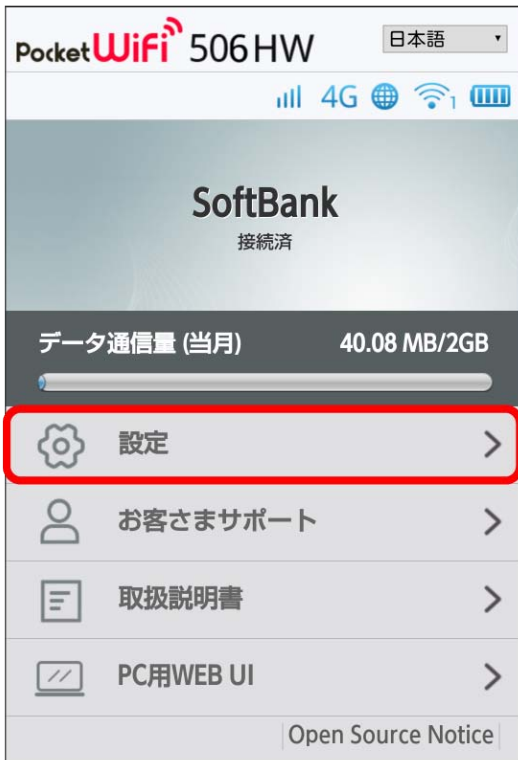 PocketWiFi 506HW
日本語
4G 1
SoftBank
接続済
データ通信量 (当月) 40.08 MB/2GB
設定
お客さまサポート
取扱説明書
PC用WEB UI
Open Source Notice